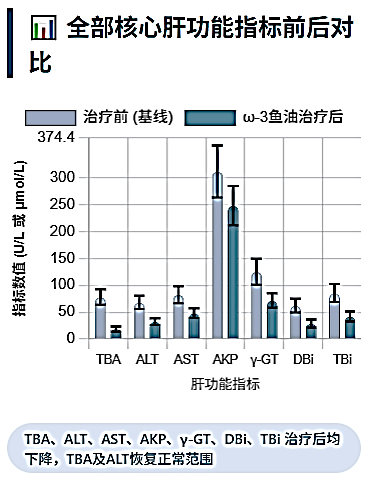 全部核心肝功能指标前后对
比
治疗前 (基线)
ω-3鱼油治疗后
374.4
300
250
200
150
100
50
0
指标数值 (U/L 或 μmol/L)
TBA ALT AST AKP γ-GT DBi TBi
肝功能指标
TBA、ALT、AST、AKP、γ-GT、DBi、TBi 治疗后均
下降，TBA及ALT恢复正常范围